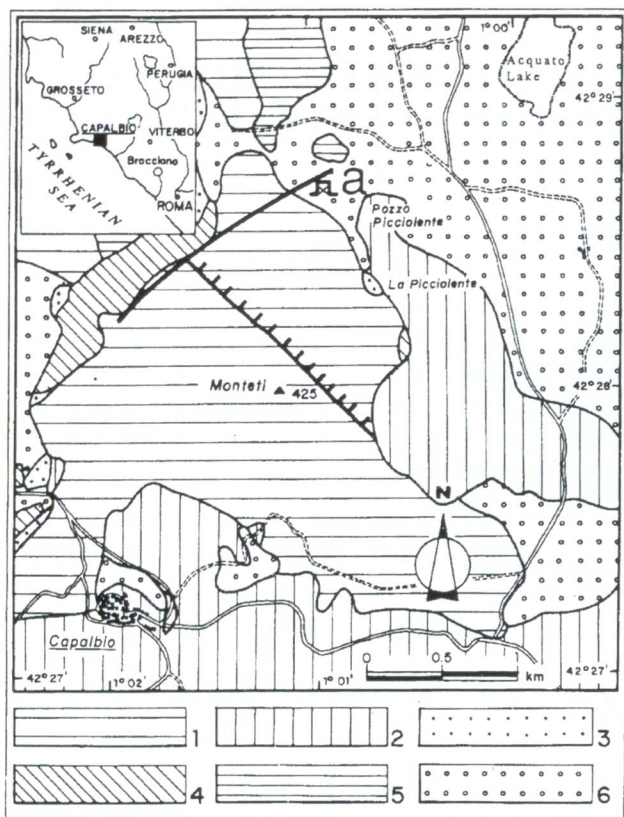 SIENA AREZZO
PERUGIA
GROSSETO
CAPALBIO VITERBO
Bracciano
TYRRHENIAN SEA
ROMA
1°00'
Acquato
Lake
42°29'
a
Pozzo
Picciolente
La Picciolente
42°28'
Monteti 425
N
Capalbio
0 0.5
km
42°27' 1°02' 1°01' 42°27'
1 2 3
4 5 6